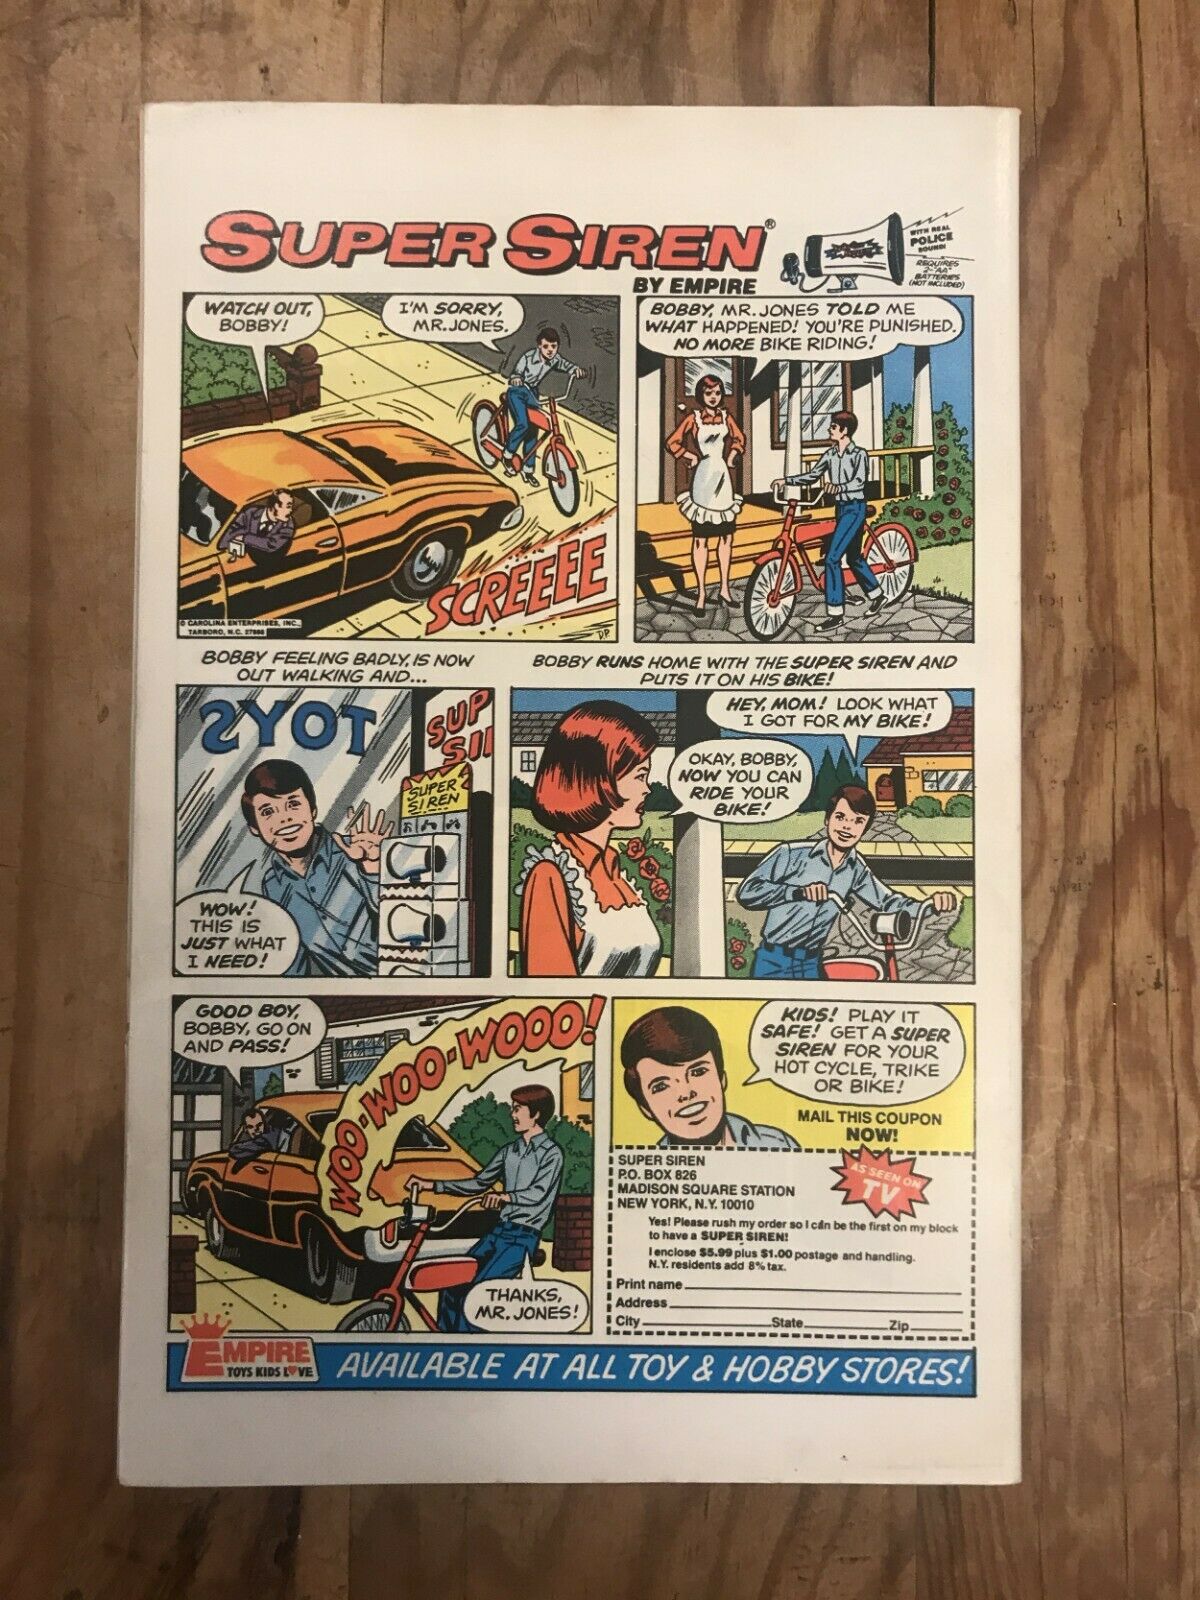 SUPER SIREN®
BY EMPIRE
WITH REAL
POLICE
SOUND!
REQUIRES
2-"AA"
BATTERIES
(NOT INCLUDED)
WATCH OUT,
BOBBY!
I'M SORRY,
MR. JONES.
SCREEEE
© CAROLINA ENTERPRISES, INC.,
TARBORO, N.C. 27886
D.P.
BOBBY, MR. JONES TOLD ME
WHAT HAPPENED! YOU'RE PUNISHED.
NO MORE BIKE RIDING!
BOBBY FEELING BADLY, IS NOW
OUT WALKING AND...
TOYS
SUP
SII
SUPER
SIREN
WOW!
THIS IS
JUST WHAT
I NEED!
BOBBY RUNS HOME WITH THE SUPER SIREN AND
PUTS IT ON HIS BIKE!
HEY, MOM! LOOK WHAT
I GOT FOR MY BIKE!
OKAY, BOBBY,
NOW YOU CAN
RIDE YOUR
BIKE!
GOOD BOY,
BOBBY, GO ON
AND PASS!
WOO-WOO-WOOO!
THANKS,
MR. JONES!
KIDS! PLAY IT
SAFE! GET A SUPER
SIREN FOR YOUR
HOT CYCLE, TRIKE
OR BIKE!
MAIL THIS COUPON
NOW!
SUPER SIREN
P.O. BOX 826
MADISON SQUARE STATION
NEW YORK, N.Y. 10010
AS SEEN ON
TV
Yes! Please rush my order so I can be the first on my block
to have a SUPER SIREN!
I enclose $5.99 plus $1.00 postage and handling.
N.Y. residents add 8% tax.
Print name
Address
City State Zip
EMPIRE
TOYS KIDS L♥VE
AVAILABLE AT ALL TOY & HOBBY STORES!